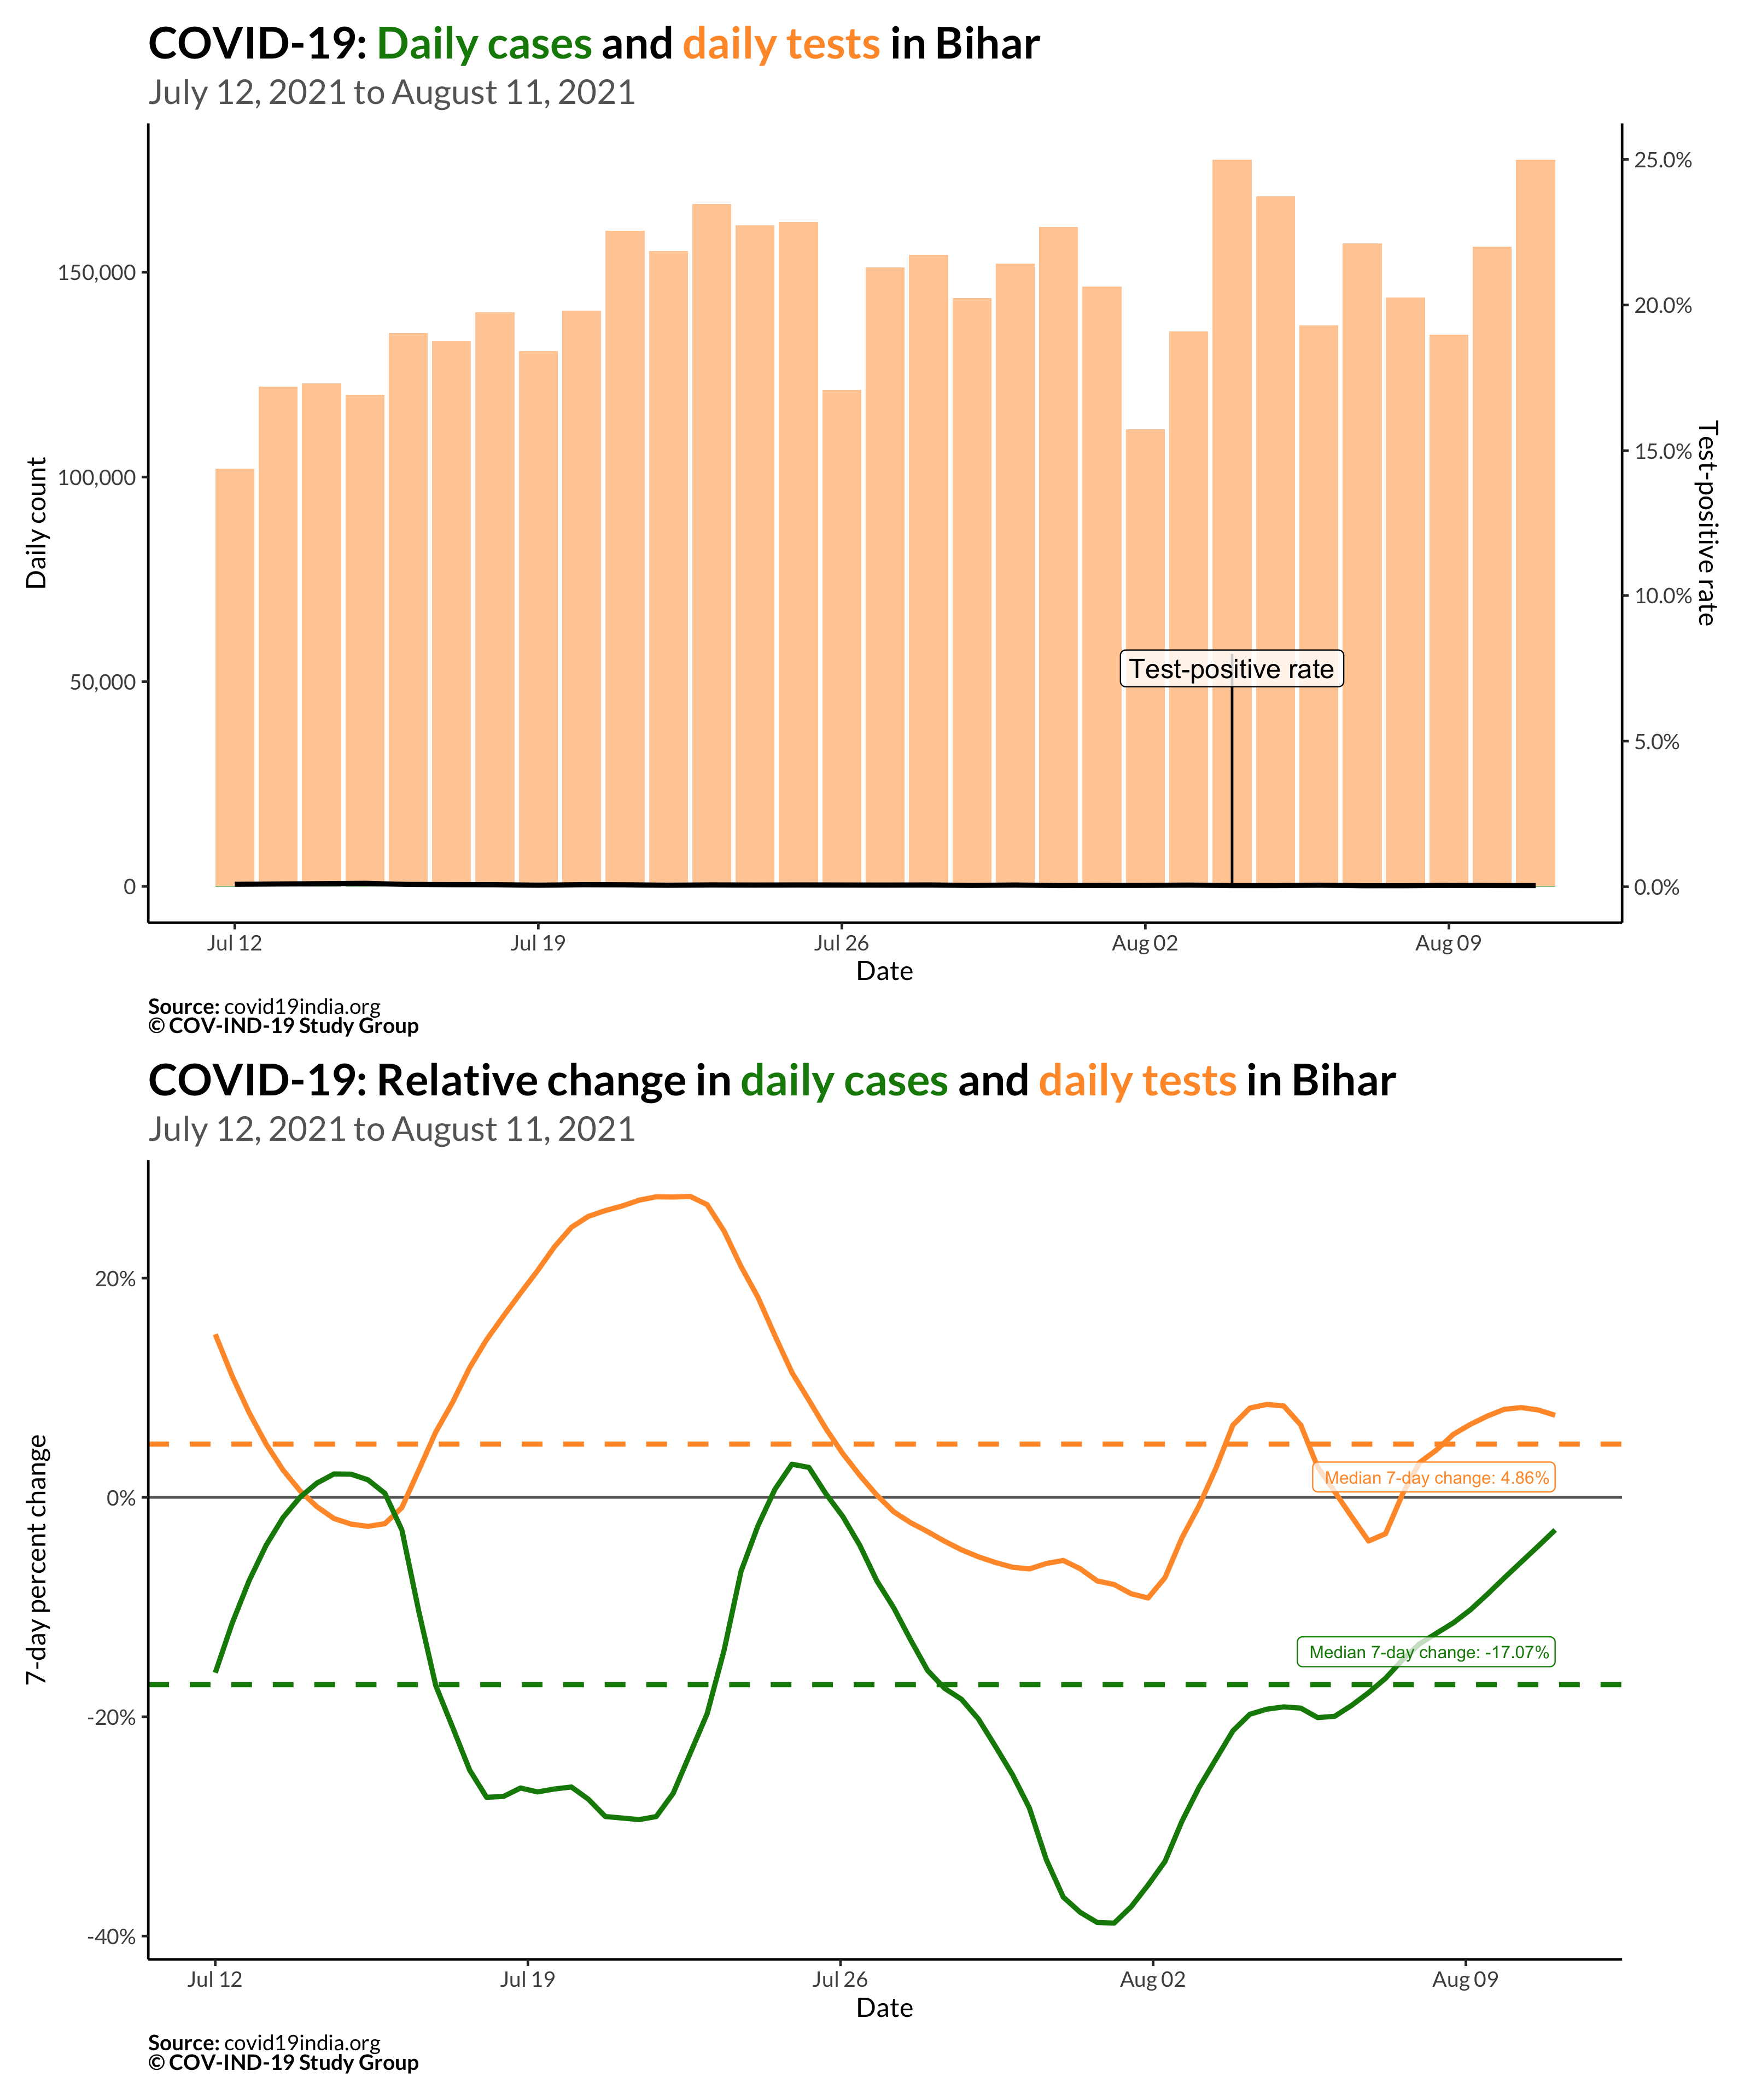 COVID-19: Daily cases and daily tests in Bihar
July 12, 2021 to August 11, 2021
Daily count
150,000
100,000
50,000
0
25.0%
20.0%
15.0%
10.0%
5.0%
0.0%
Test-positive rate
Test-positive rate
Jul 12
Jul 19
Jul 26
Aug 02
Aug 09
Date
Source: covid19india.org
© COV-IND-19 Study Group
COVID-19: Relative change in daily cases and daily tests in Bihar
July 12, 2021 to August 11, 2021
7-day percent change
20%
0%
-20%
-40%
Median 7-day change: 4.86%
Median 7-day change: -17.07%
Jul 12
Jul 19
Jul 26
Aug 02
Aug 09
Date
Source: covid19india.org
© COV-IND-19 Study Group